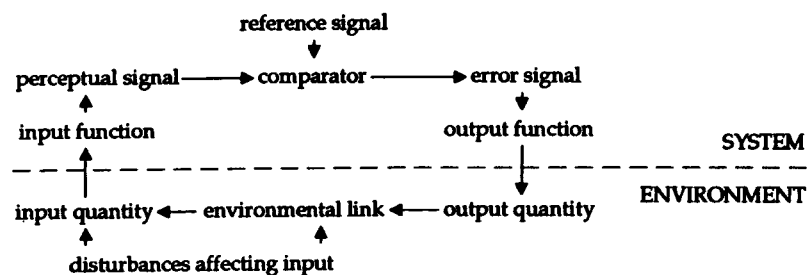 reference signal
perceptual signal comparator error signal
input function output function
SYSTEM
ENVIRONMENT
input quantity environmental link output quantity
disturbances affecting input